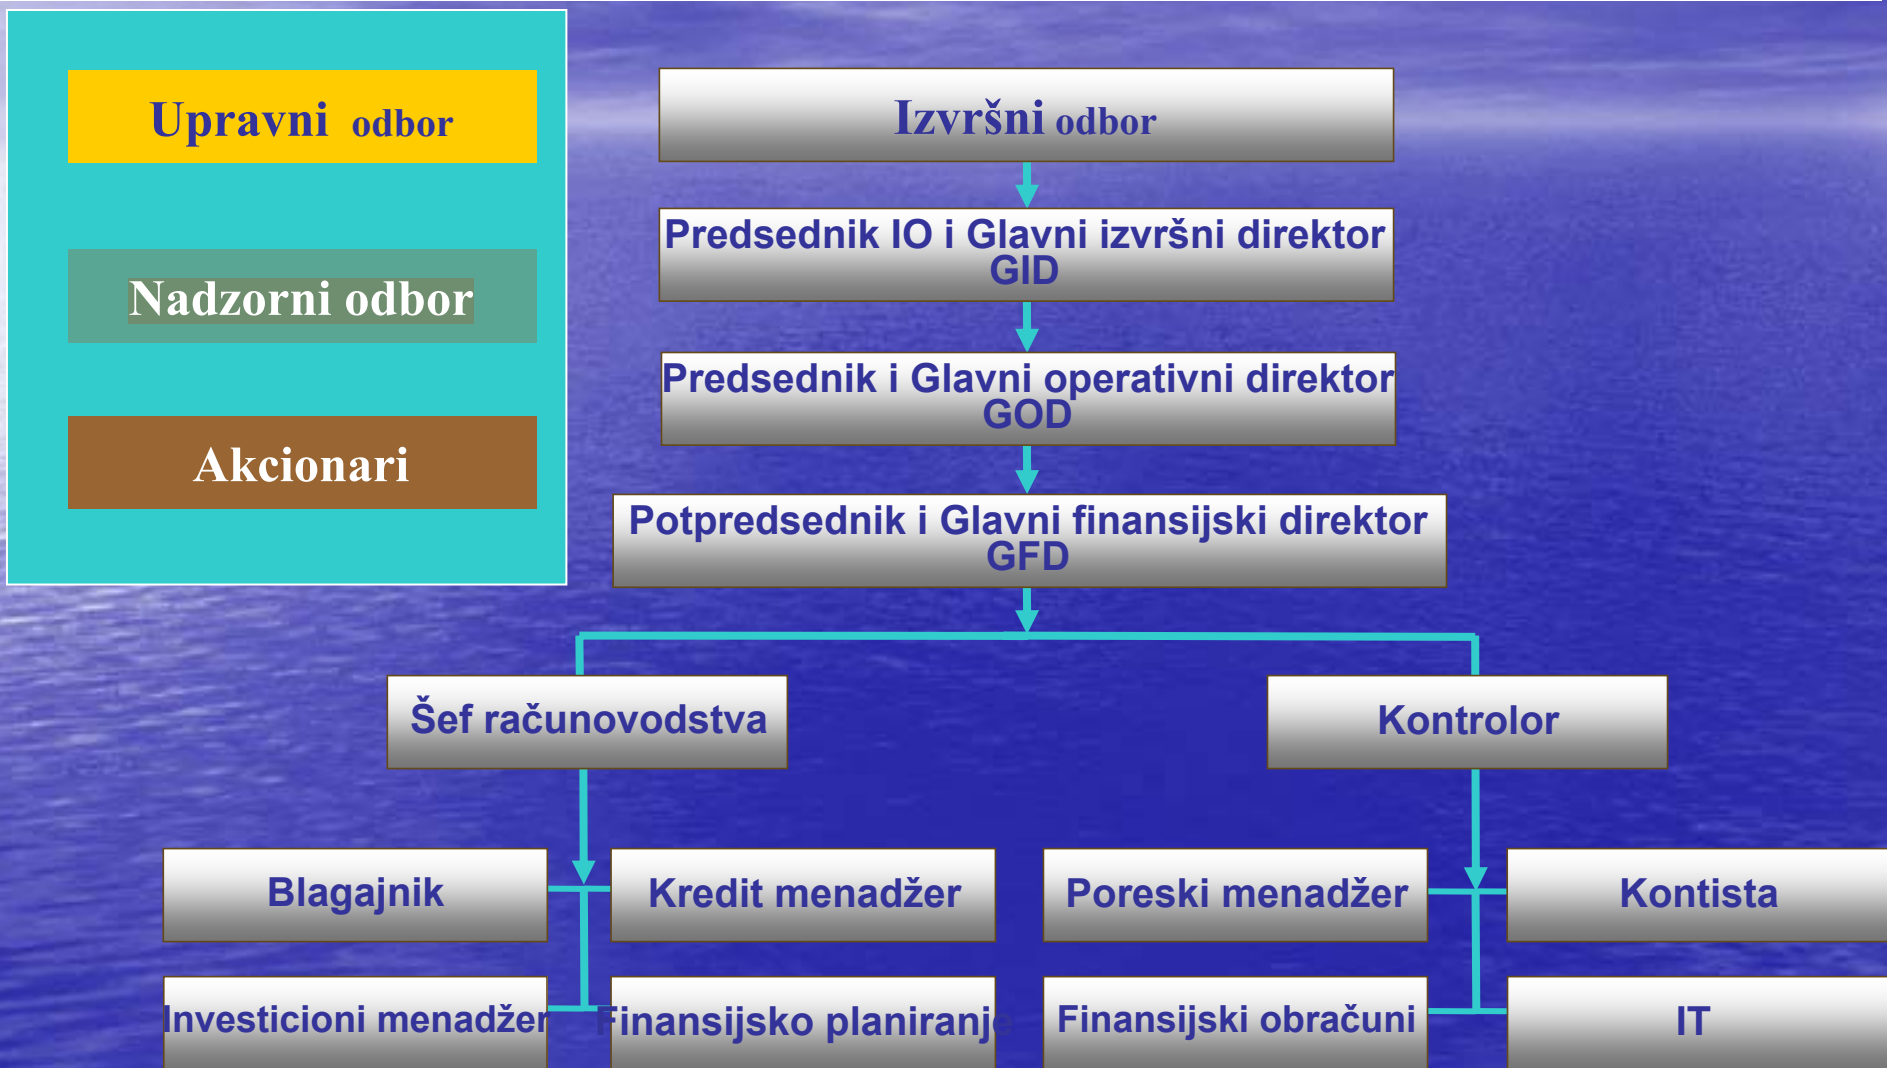 Upravni odbor
Nadzorni odbor
Akcionari
Izvršni odbor
Predsednik IO i Glavni izvršni direktor
GID
Predsednik i Glavni operativni direktor
GOD
Potpredsednik i Glavni finansijski direktor
GFD
Šef računovodstva
Kontrolor
Blagajnik
Kredit menadžer
Poreski menadžer
Kontista
Investicioni menadžer
Finansijsko planiranje
Finansijski obračuni
IT